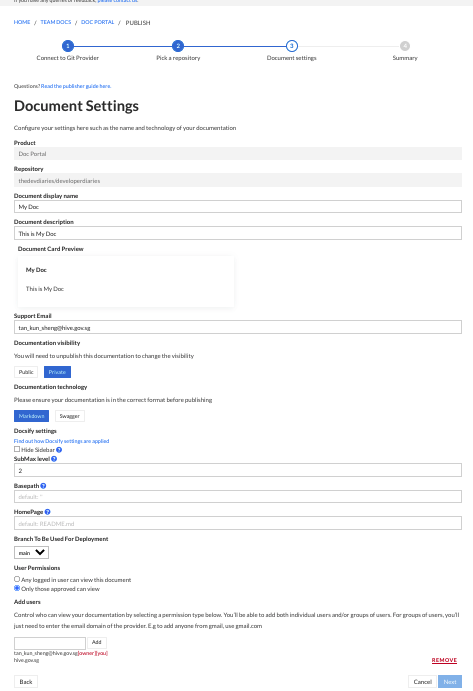 If you have any queries or feedback, please contact us.
HOME / TEAM DOCS / DOC PORTAL / PUBLISH
1 2 3 4
Connect to Git Provider Pick a repository Document settings Summary
Questions? Read the publisher guide here.
Document Settings
Configure your settings here such as the name and technology of your documentation
Product
Doc Portal
Repository
thedevdiaries/developerdiaries
Document display name
My Doc
Document description
This is My Doc
Document Card Preview
My Doc
This is My Doc
Support Email
tan_kun_sheng@hive.gov.sg
Documentation visibility
You will need to unpublish this documentation to change the visibility
Public Private
Documentation technology
Please ensure your documentation is in the correct format before publishing
Markdown Swagger
Docsify settings
Find out how Docsify settings are applied
Hide Sidebar ?
SubMax level ?
2
Basepath ?
default: ''
HomePage ?
default: README.md
Branch To Be Used For Deployment
main
User Permissions
Any logged in user can view this document
Only those approved can view
Add users
Control who can view your documentation by selecting a permission type below. You'll be able to add both individual users and/or groups of users. For groups of users, you'll
just need to enter the email domain of the provider. E.g to add anyone from gmail, use gmail.com
Add
tan_kun_sheng@hive.gov.sg[owner][you]
hive.gov.sg REMOVE
Back Cancel Next